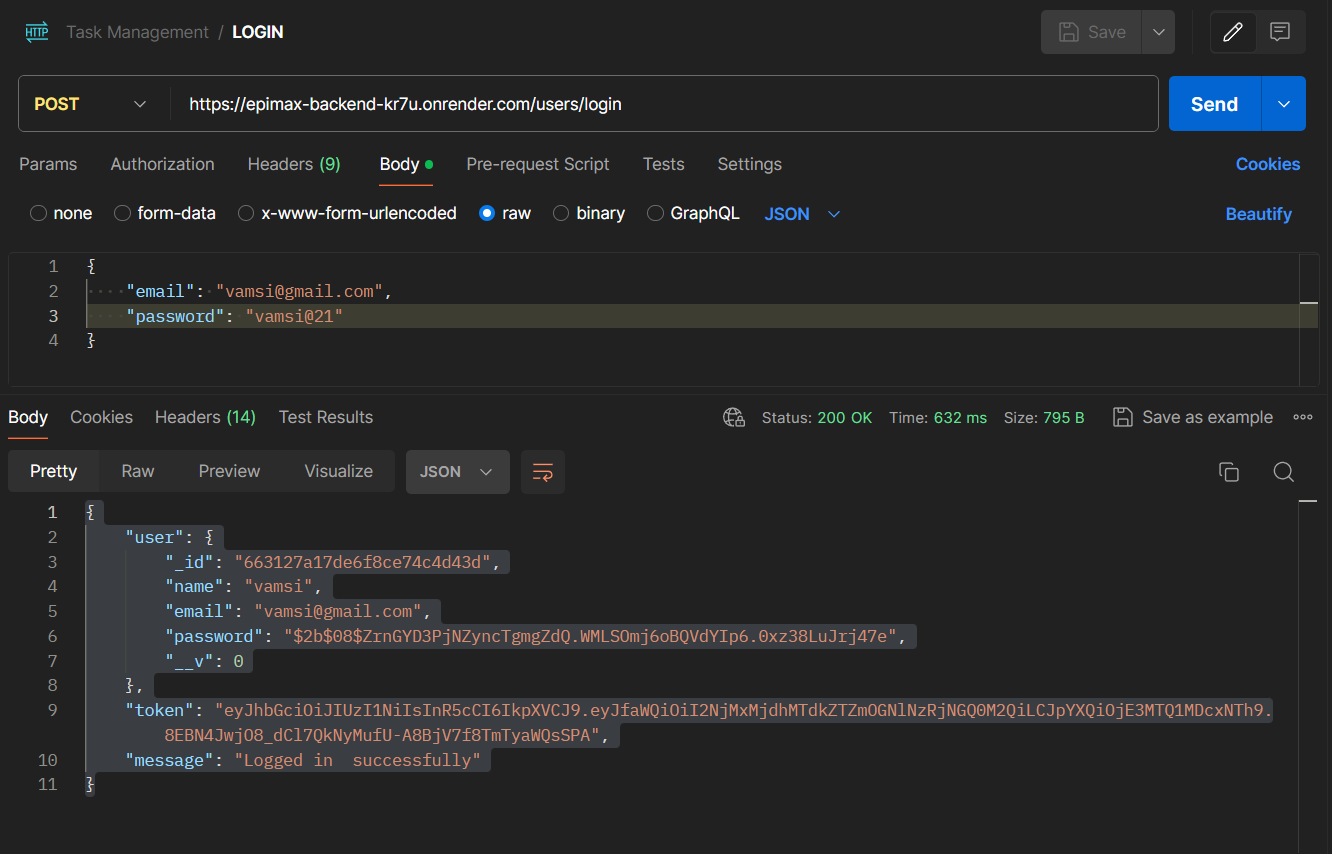 HTTP Task Management / LOGIN Save
POST https://epimax-backend-kr7u.onrender.com/users/login Send
Params Authorization Headers (9) Body Pre-request Script Tests Settings Cookies
none form-data x-www-form-urlencoded raw binary GraphQL JSON Beautify
1 {
2 "email": "vamsi@gmail.com",
3 "password": "vamsi@21"
4 }
Body Cookies Headers (14) Test Results Status: 200 OK Time: 632 ms Size: 795 B Save as example
Pretty Raw Preview Visualize JSON
1 {
2 "user": {
3 "_id": "663127a17de6f8ce74c4d43d",
4 "name": "vamsi",
5 "email": "vamsi@gmail.com",
6 "password": "$2b$08$ZrnGYD3PjNZyncTgmgZdQ.WMLSOmj6oBQVdYIp6.0xz38LuJrj47e",
7 "__v": 0
8 },
9 "token": "eyJhbGciOiJIUzI1NiIsInR5cCI6IkpXVCJ9.eyJfaWQiOiI2NjMxMjdhMTdkZTZmOGNlNzRjNGQ0M2QiLCJpYXQiOjE3MTQ1MDcxNTh9.
8EBN4JwjO8_dCl7QkNyMufU-A8BjV7f8TmTyaWQsSPA",
10 "message": "Logged in  successfully"
11 }